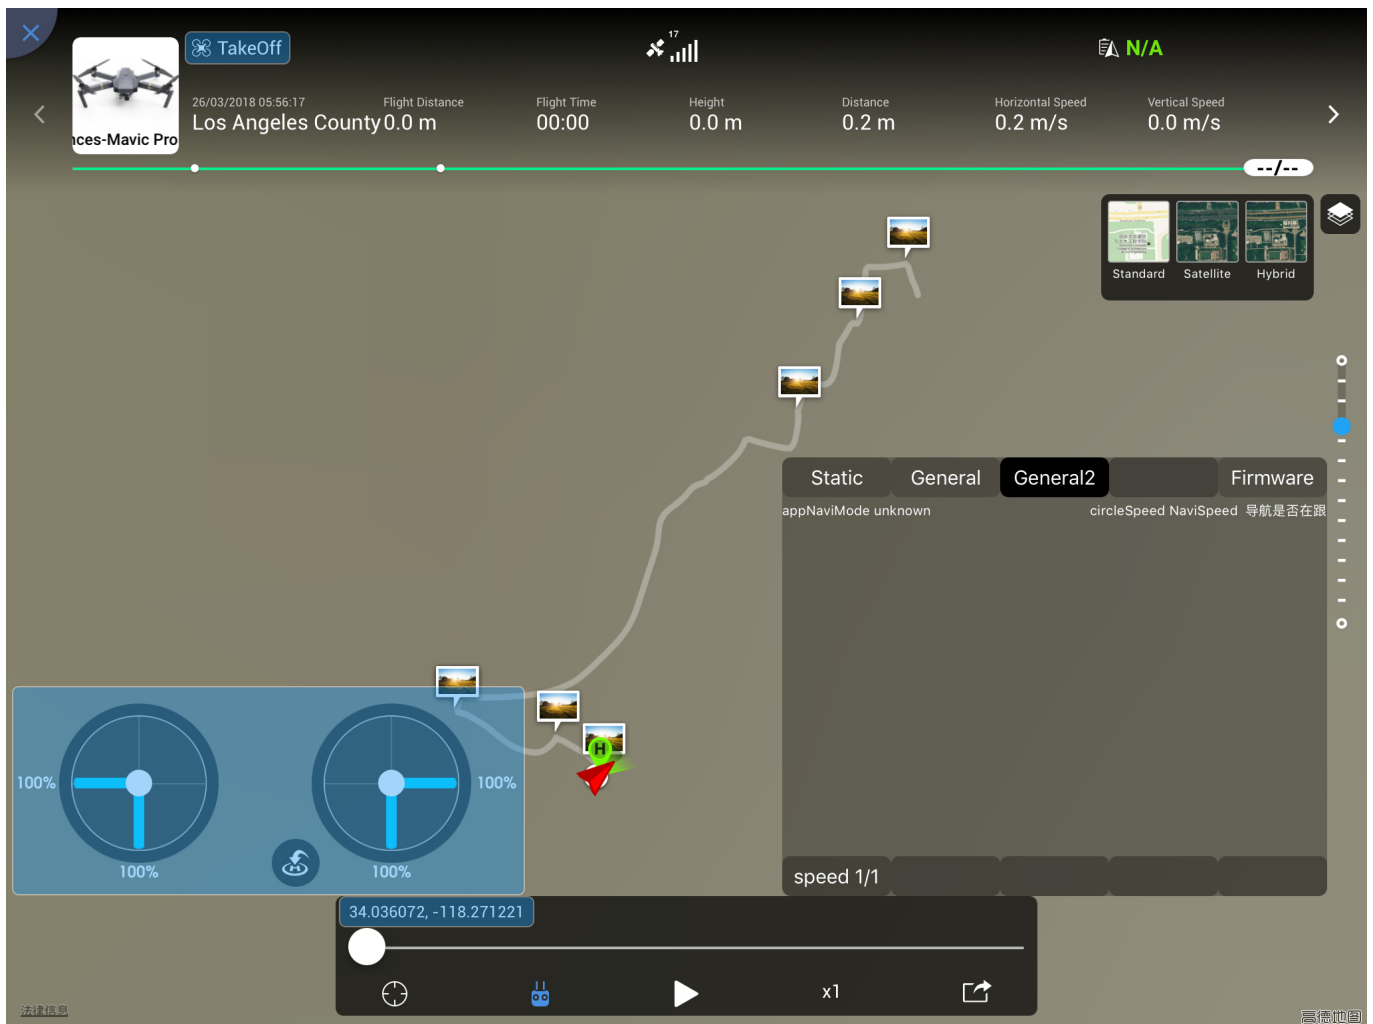 TakeOff
17
N/A
26/03/2018 05:56:17
Flight Distance
Flight Time
Height
Distance
Horizontal Speed
Vertical Speed
Los Angeles County
0.0 m
00:00
0.0 m
0.2 m
0.2 m/s
0.0 m/s
nces-Mavic Pro
--/--
Standard
Satellite
Hybrid
Static
General
General2
Firmware
appNaviMode unknown
circleSpeed NaviSpeed 导航是否在跟
H
100%
100%
100%
100%
H
speed 1/1
34.036072, -118.271221
x1
法律信息
高德地图